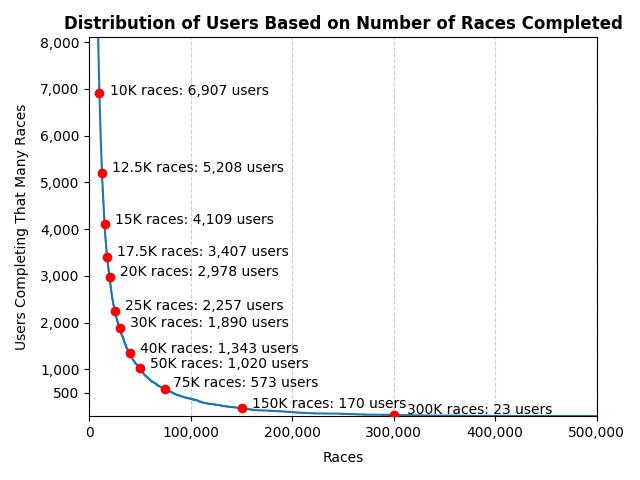 Distribution of Users Based on Number of Races Completed
8,000
7,000
6,000
5,000
4,000
3,000
2,000
1,000
500
Users Completing That Many Races
10K races: 6,907 users
12.5K races: 5,208 users
15K races: 4,109 users
17.5K races: 3,407 users
20K races: 2,978 users
25K races: 2,257 users
30K races: 1,890 users
40K races: 1,343 users
50K races: 1,020 users
75K races: 573 users
150K races: 170 users
300K races: 23 users
0
100,000
200,000
300,000
400,000
500,000
Races